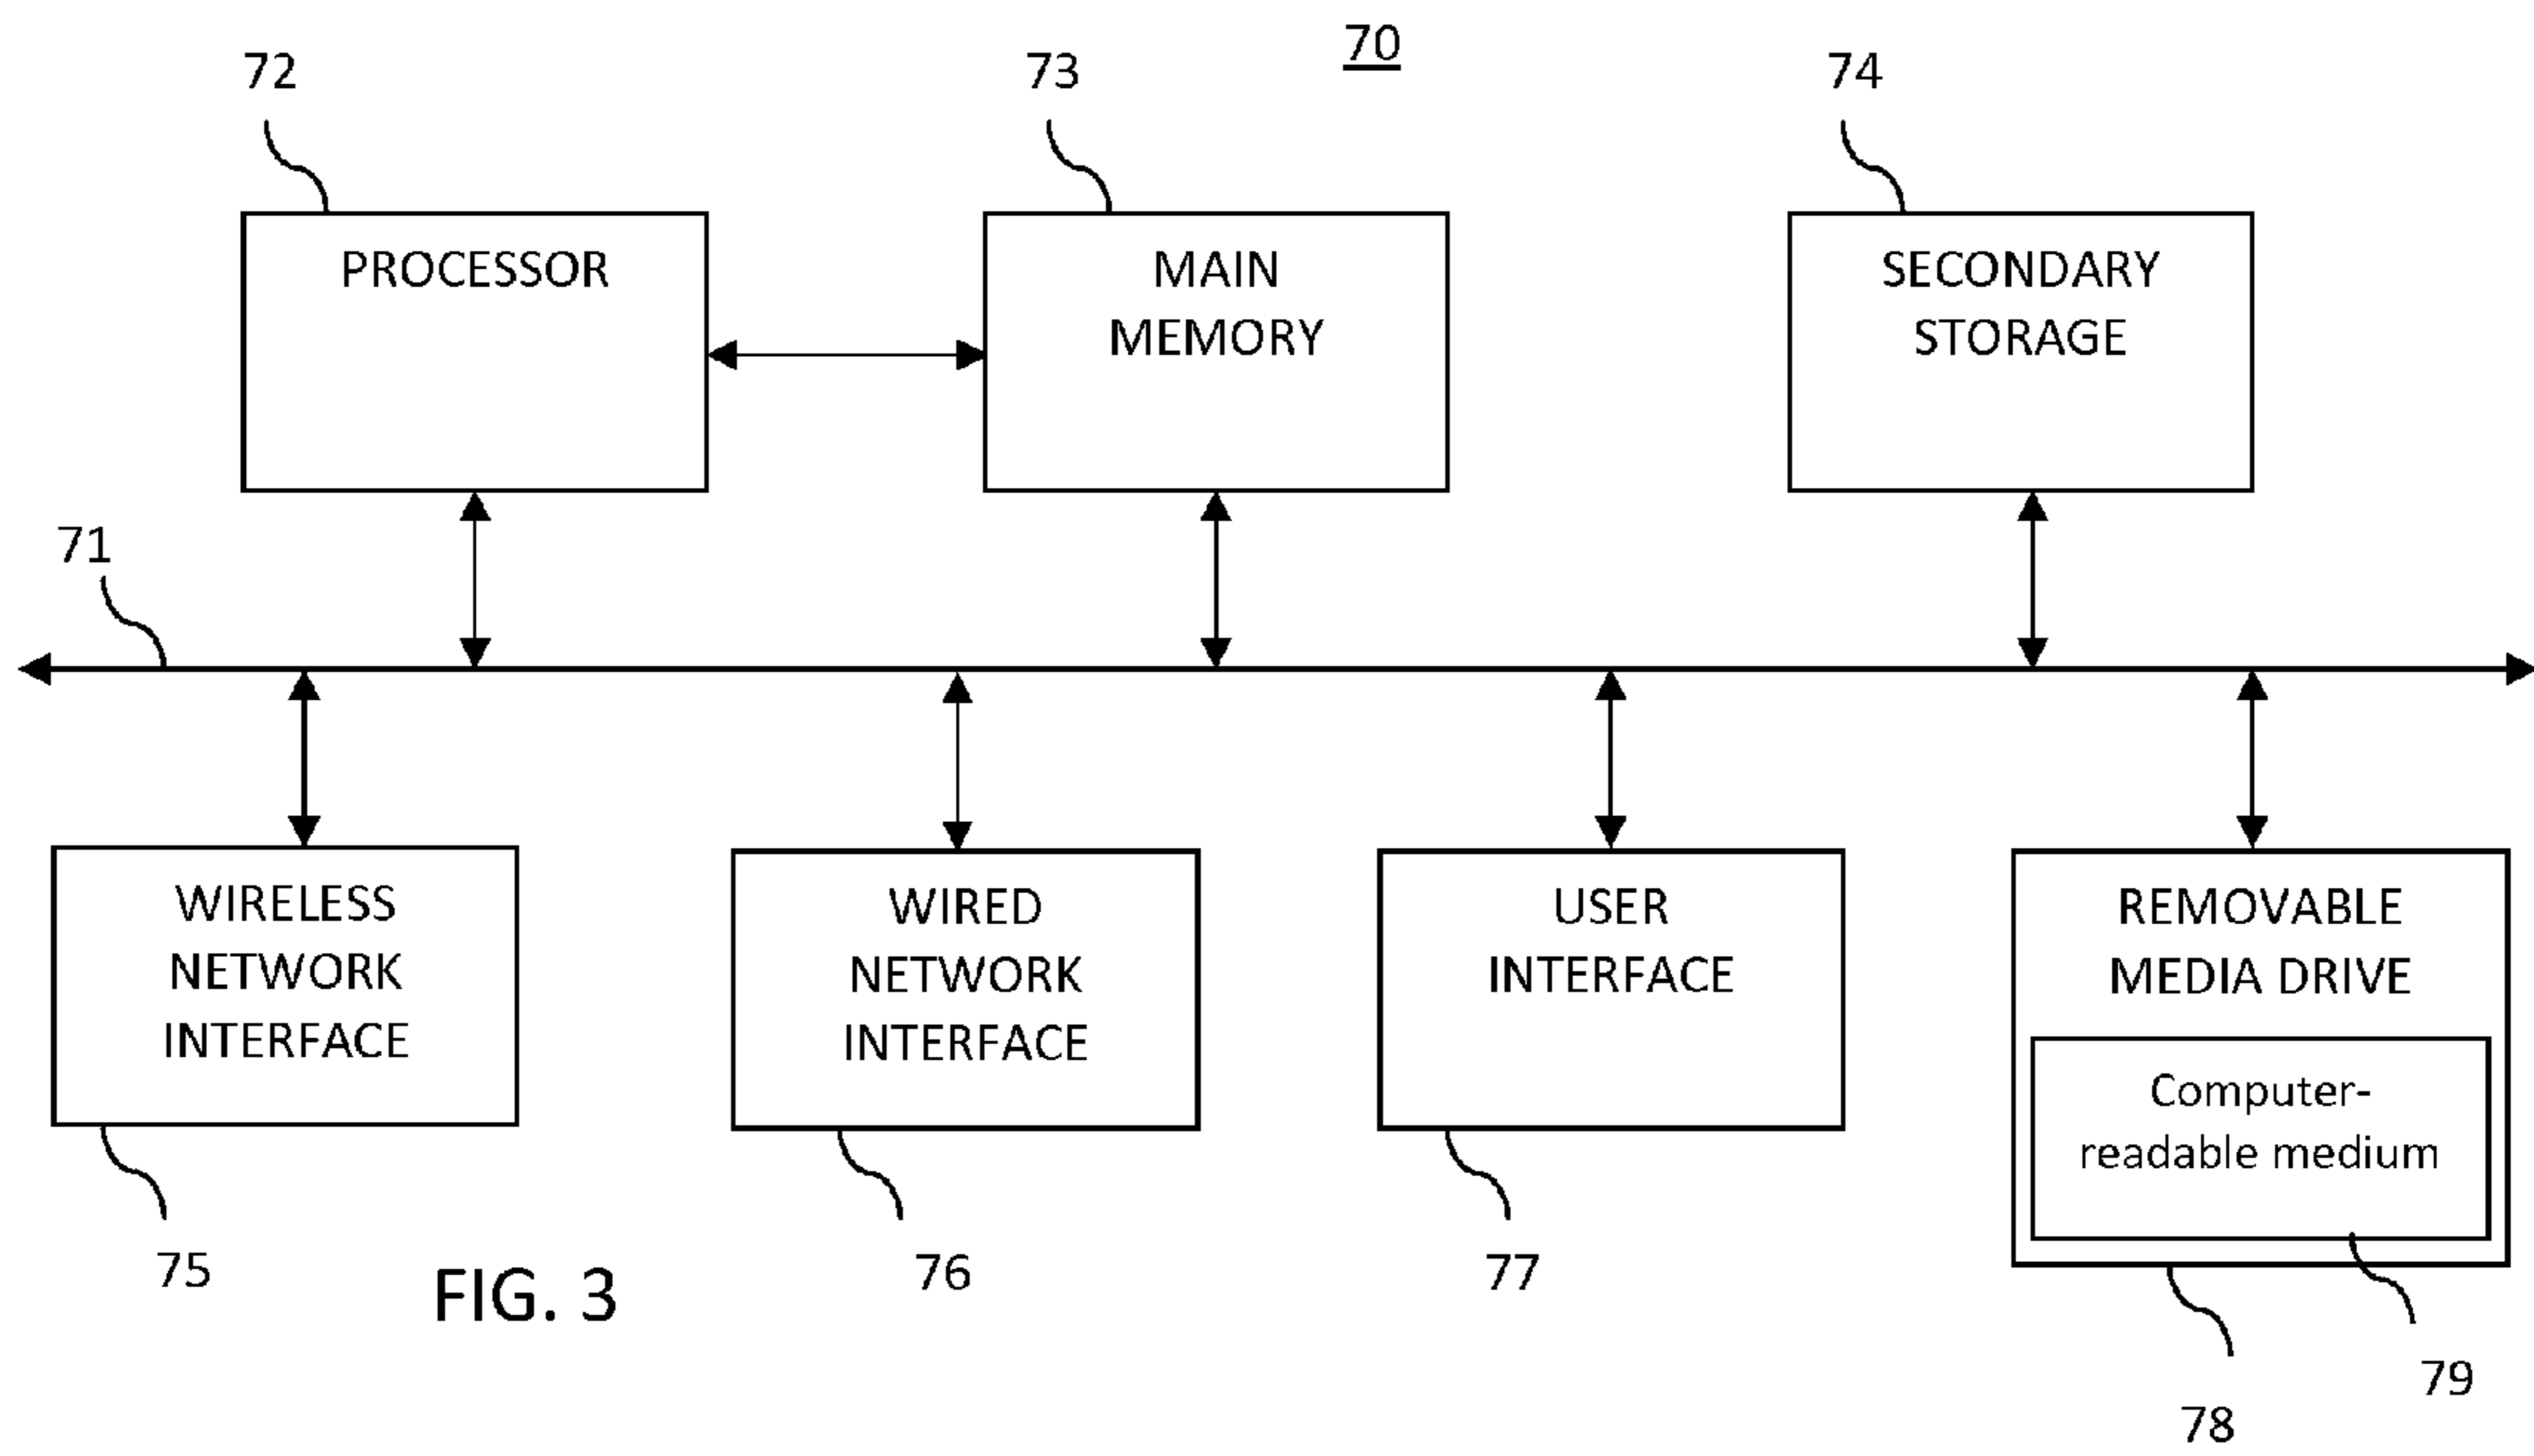 70
72
73
74
PROCESSOR
MAIN
MEMORY
SECONDARY
STORAGE
71
WIRELESS
NETWORK
INTERFACE
WIRED
NETWORK
INTERFACE
USER
INTERFACE
REMOVABLE
MEDIA DRIVE
Computer-
readable medium
75
76
77
79
78
FIG. 3